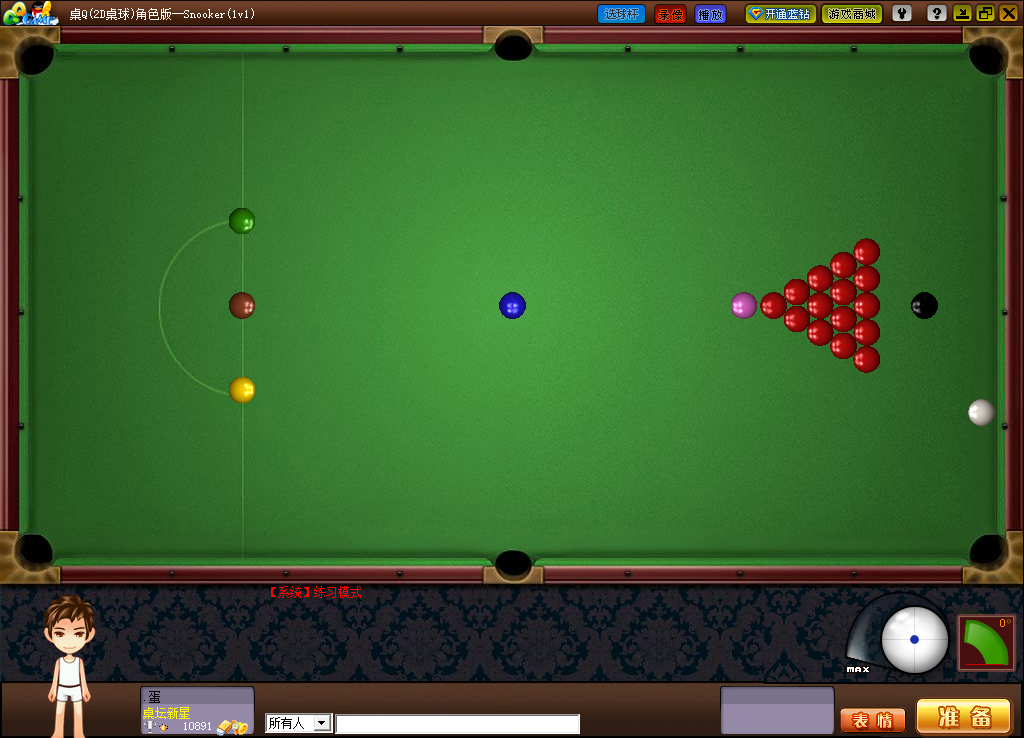 桌Q(2D桌球)角色版—Snooker(1v1)
选球杆 录像 播放 开通蓝钻 游戏商城 ?
【系统】练习模式
0°
MAX
蛋
桌坛新星
10891
所有人
表情
准备